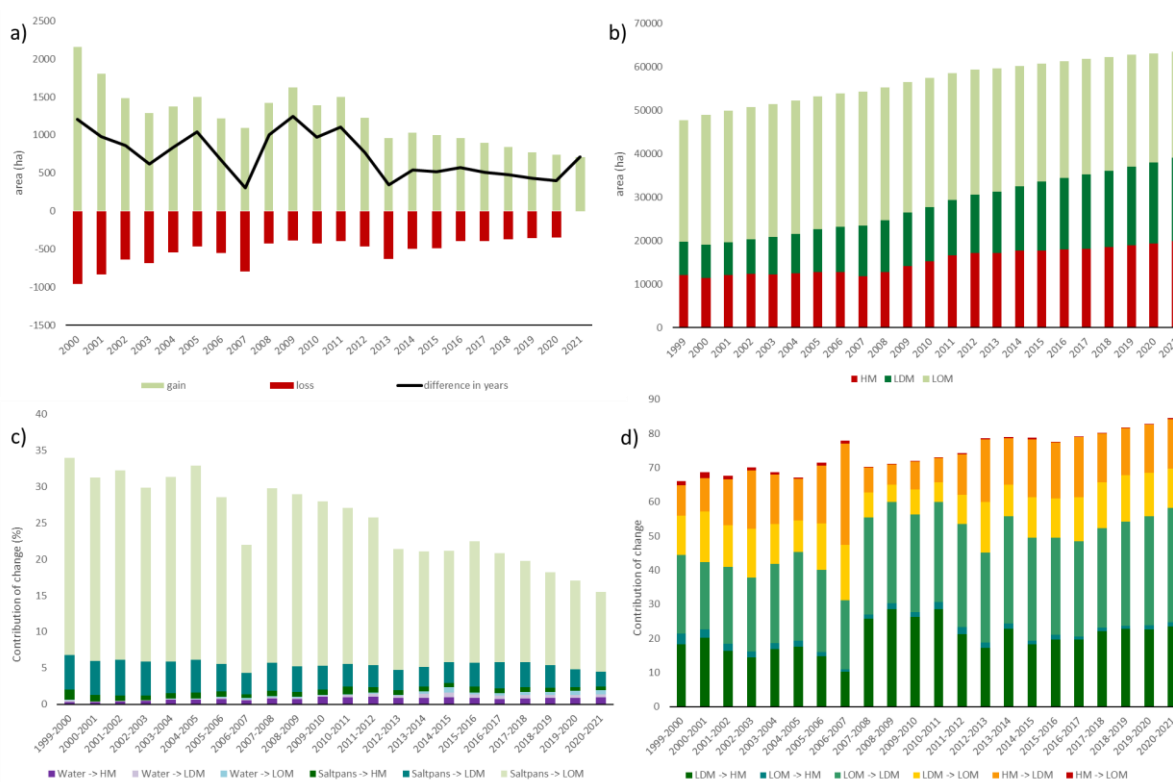 a)
2500
2000
1500
1000
500
0
-500
-1000
-1500
area (ha)
2000 2001 2002 2003 2004 2005 2006 2007 2008 2009 2010 2011 2012 2013 2014 2015 2016 2017 2018 2019 2020 2021
gain loss difference in years
b)
70000
60000
50000
40000
30000
20000
10000
0
area (ha)
1999 2000 2001 2002 2003 2004 2005 2006 2007 2008 2009 2010 2011 2012 2013 2014 2015 2016 2017 2018 2019 2020 2021
HM LDM LOM
c)
40
35
30
25
20
15
10
5
0
Contribution of change (%)
1999-2000 2000-2001 2001-2002 2002-2003 2003-2004 2004-2005 2005-2006 2006-2007 2007-2008 2008-2009 2009-2010 2010-2011 2011-2012 2012-2013 2013-2014 2014-2015 2015-2016 2016-2017 2017-2018 2018-2019 2019-2020 2020-2021
Water -> HM Water -> LDM Water -> LOM Saltpans -> HM Saltpans -> LDM Saltpans -> LOM
d)
90
80
70
60
50
40
30
20
10
0
Contribution of change
1999-2000 2000-2001 2001-2002 2002-2003 2003-2004 2004-2005 2005-2006 2006-2007 2007-2008 2008-2009 2009-2010 2010-2011 2011-2012 2012-2013 2013-2014 2014-2015 2015-2016 2016-2017 2017-2018 2018-2019 2019-2020 2020-2021
LDM -> HM LOM -> HM LOM -> LDM LDM -> LOM HM -> LDM HM -> LOM